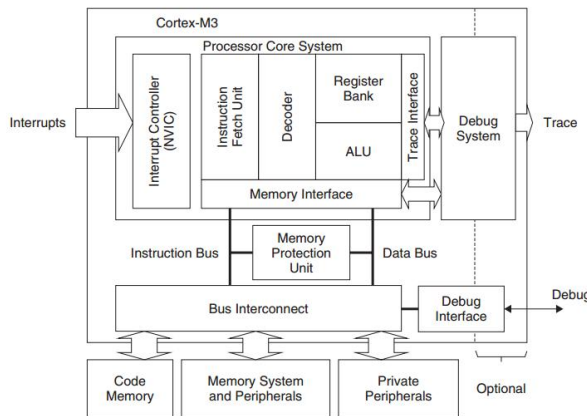 Cortex-M3
Processor Core System
Interrupts
Interrupt Controller
(NVIC)
Instruction
Fetch Unit
Decoder
Register
Bank
ALU
Trace Interface
Memory Interface
Debug
System
Trace
Instruction Bus
Memory
Protection
Unit
Data Bus
Bus Interconnect
Debug
Interface
Debug
Code
Memory
Memory System
and Peripherals
Private
Peripherals
Optional